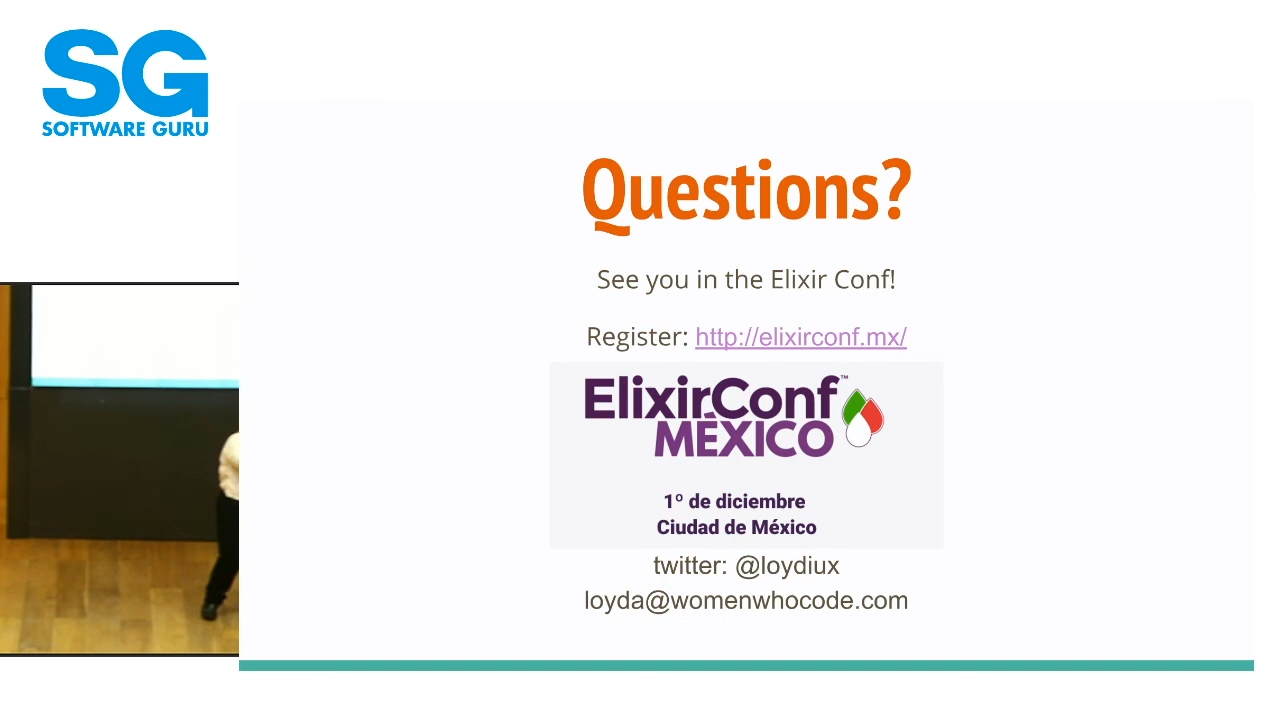 SG
SOFTWARE GURU
Questions?
See you in the Elixir Conf!
Register: http://elixirconf.mx/
ElixirConf™
MÉXICO
1º de diciembre
Ciudad de México
twitter: @loydiux
loyda@womenwhocode.com